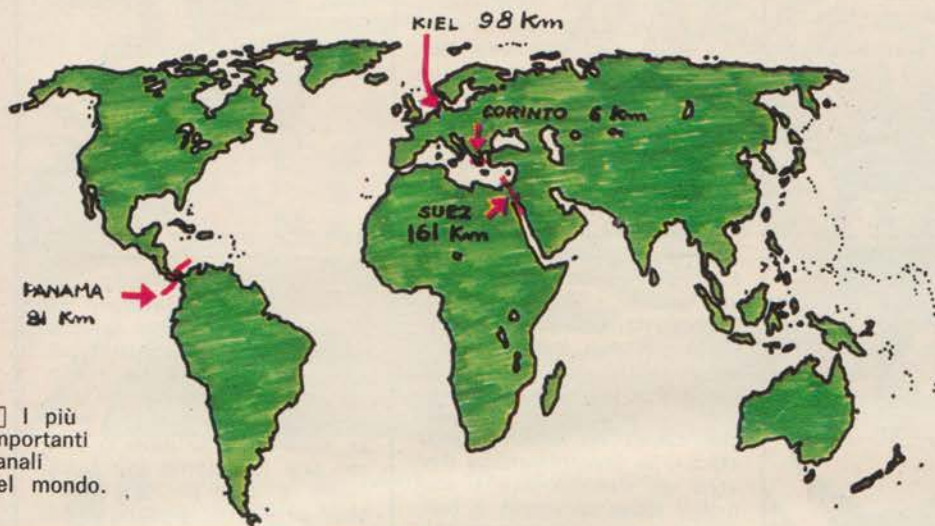 KIEL 98 Km
CORINTO 6 Km
SUEZ
161 Km
PANAMA
81 Km
I più
mportanti
anali
el mondo.